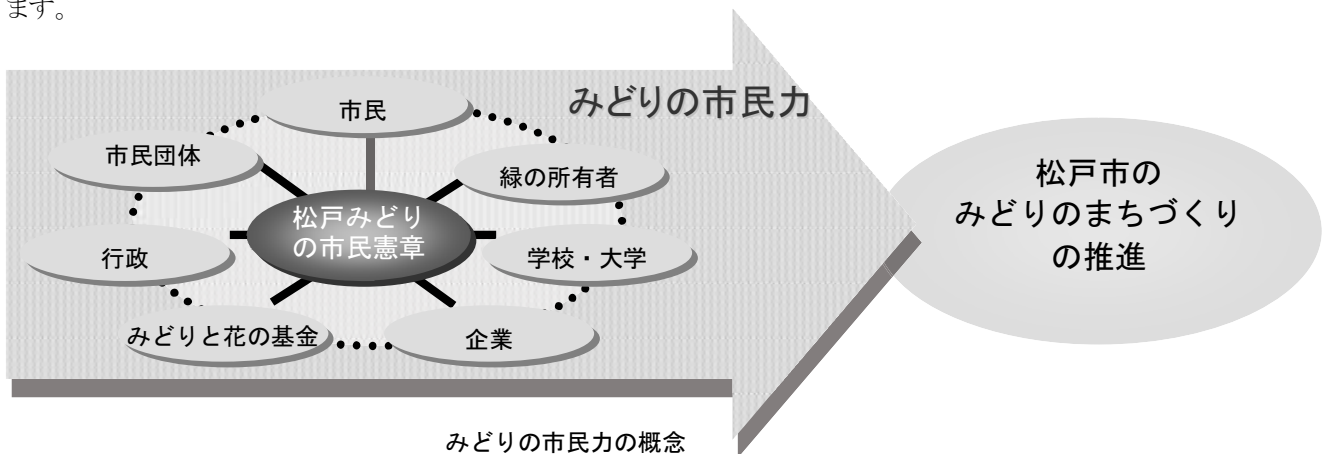 ます。
みどりの市民力
市民
市民団体
緑の所有者
松戸みどり
の市民憲章
行政
学校・大学
みどりと花の基金
企業
松戸市の
みどりのまちづくり
の推進
みどりの市民力の概念